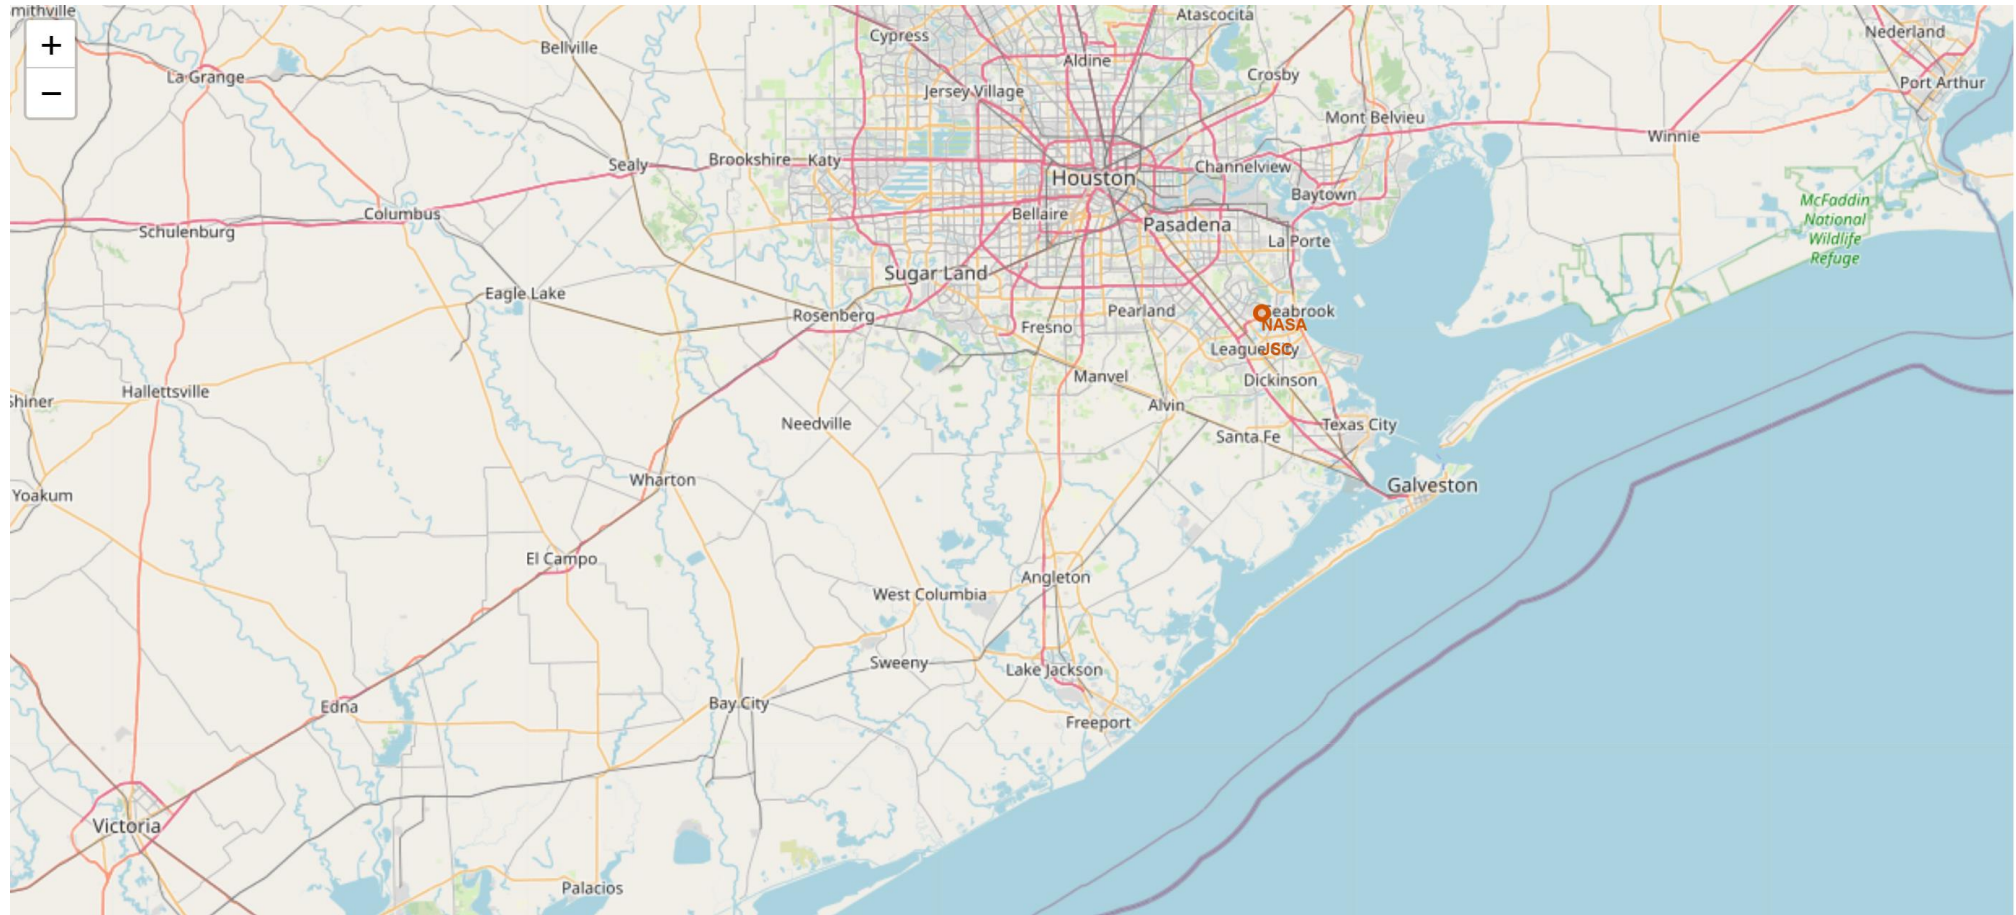 mithville
Atascocita
Nederland
+
Cypress
Bellville
Aldine
La Grange
Crosby
Port Arthur
Jersey Village
−
Mont Belvieu
Winnie
Sealy
Brookshire
Katy
Channelview
Houston
Baytown
McFaddin
National
Wildlife
Refuge
Columbus
Bellaire
Pasadena
Schulenburg
La Porte
Sugar Land
Eagle Lake
Rosenberg
Pearland
eabrook
NASA
JSC
Fresno
League City
Manvel
Dickinson
Hallettsville
Shiner
Alvin
Needville
Texas City
Santa Fe
Wharton
Galveston
Yoakum
El Campo
Angleton
West Columbia
Sweeny
Lake Jackson
Edna
Bay City
Freeport
Victoria
Palacios